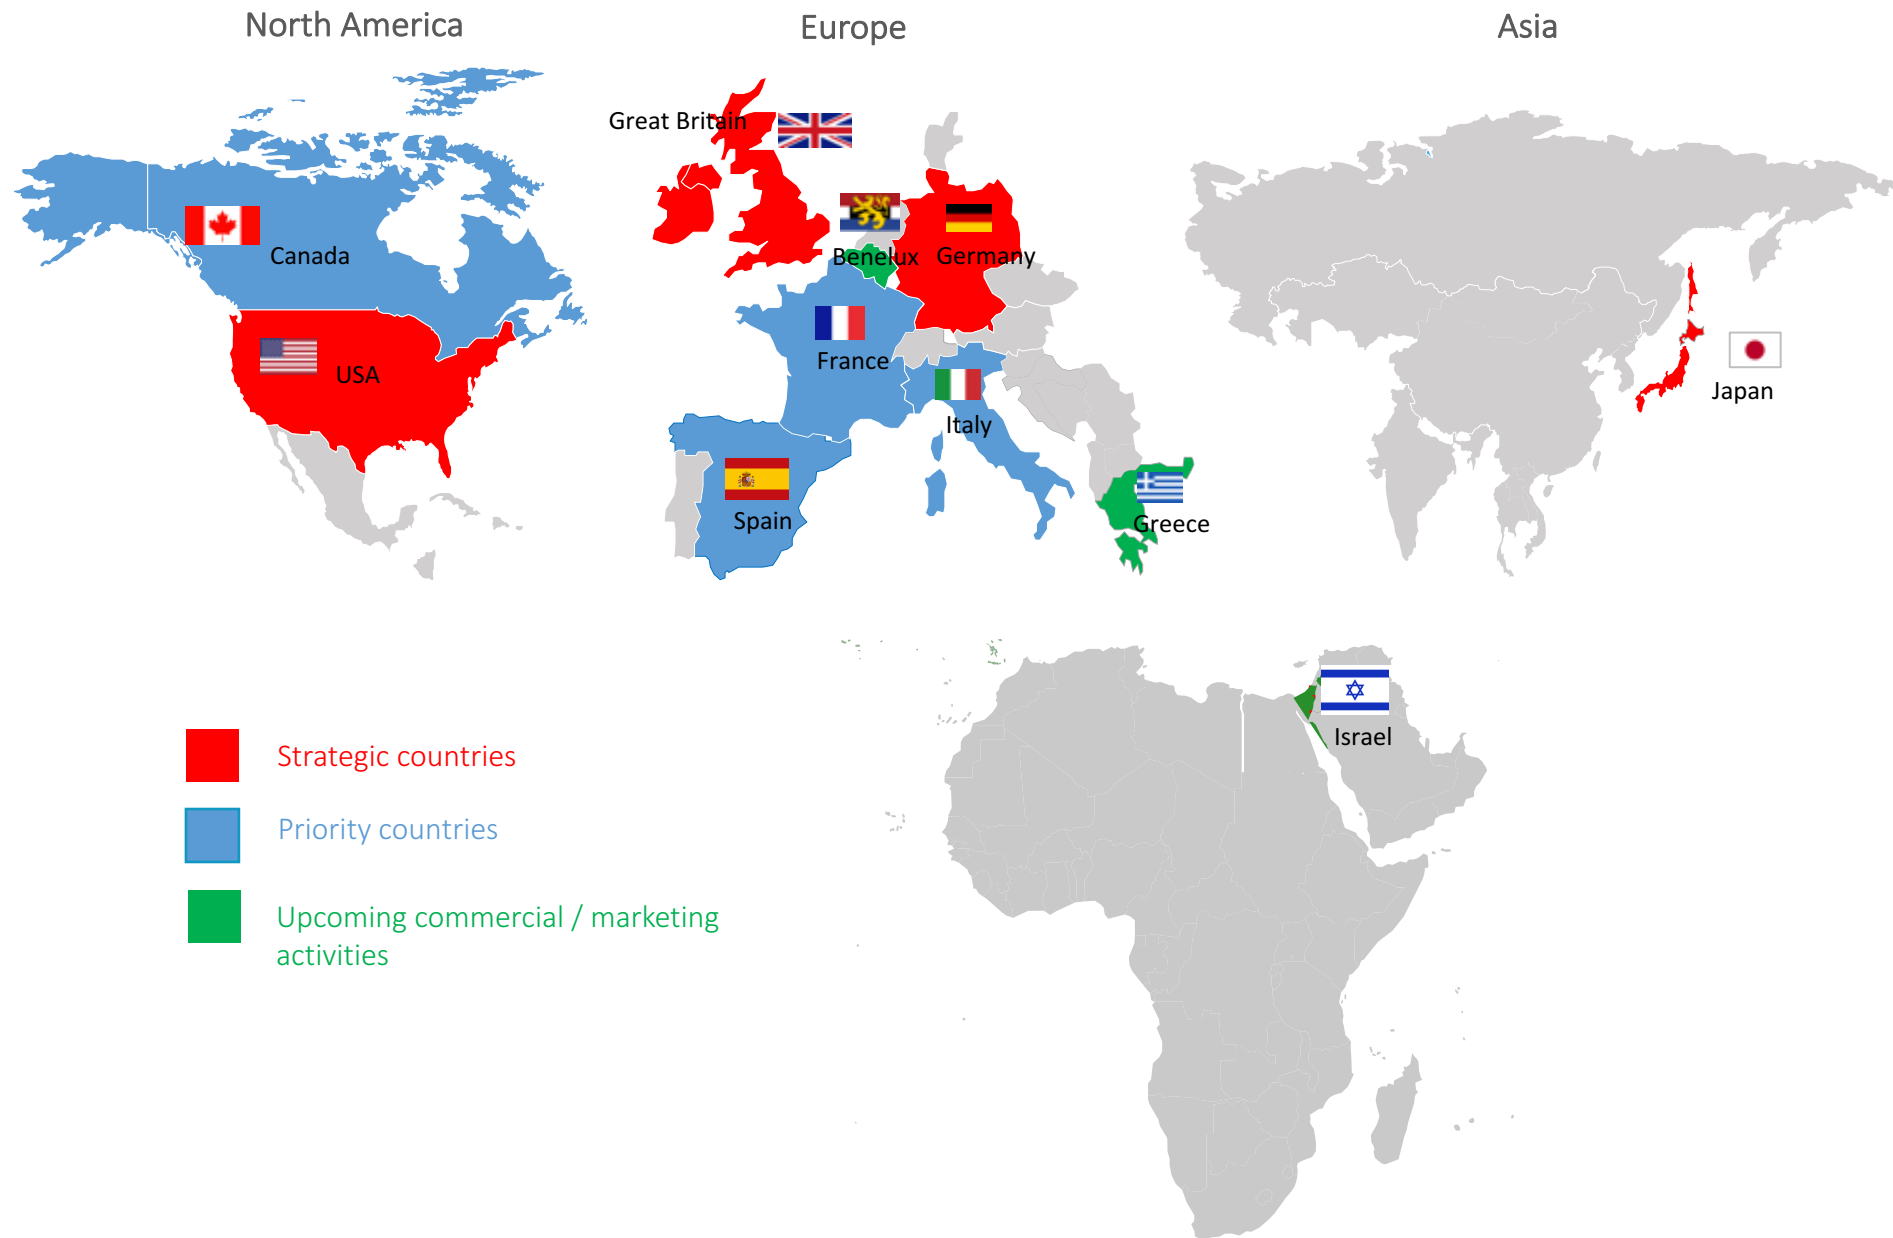 North America
Europe
Asia
Great Britain
Canada
Benelux
Germany
USA
France
Japan
Italy
Spain
Greece
Israel
Strategic countries
Priority countries
Upcoming commercial / marketing
activities